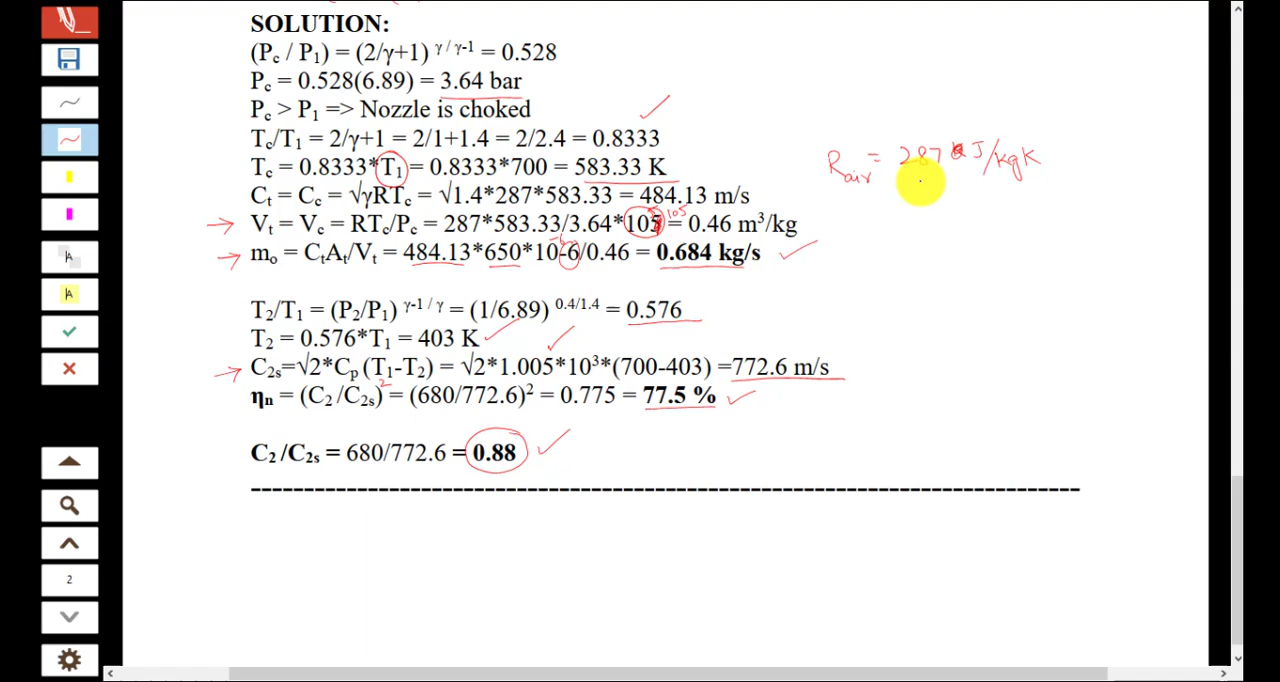 SOLUTION:
(Pc / P1) = (2/γ+1) γ / γ-1 = 0.528
Pc = 0.528(6.89) = 3.64 bar
Pc > P1 => Nozzle is choked
Tc/T1 = 2/γ+1 = 2/1+1.4 = 2/2.4 = 0.8333
Tc = 0.8333*T1 = 0.8333*700 = 583.33 K
Rair = 287 J/kgK
Ct = Cc = √γRTc = √1.4*287*583.33 = 484.13 m/s
Vt = Vc = RTc/Pc = 287*583.33/3.64*105 = 0.46 m³/kg
105
mo = CtAt/Vt = 484.13*650*10-6/0.46 = 0.684 kg/s
T2/T1 = (P2/P1) γ-1 / γ = (1/6.89) 0.4/1.4 = 0.576
T2 = 0.576*T1 = 403 K
C2s=√2*Cp (T1-T2) = √2*1.005*10³*(700-403) =772.6 m/s
ηn = (C2 /C2s)2 = (680/772.6)² = 0.775 = 77.5 %
C2 /C2s = 680/772.6 = 0.88
2